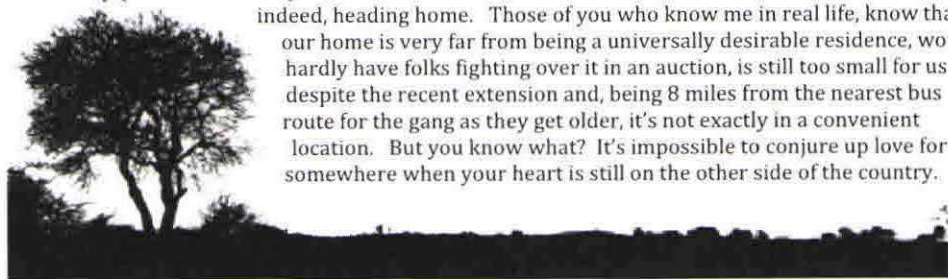 indeed, heading home. Those of you who know me in real life, know
our home is very far from being a universally desirable residence,
hardly have folks fighting over it in an auction, is still too small for us
despite the recent extension and, being 8 miles from the nearest bus
route for the gang as they get older, it's not exactly in a convenient
location. But you know what? It's impossible to conjure up love for
somewhere when your heart is still on the other side of the country.